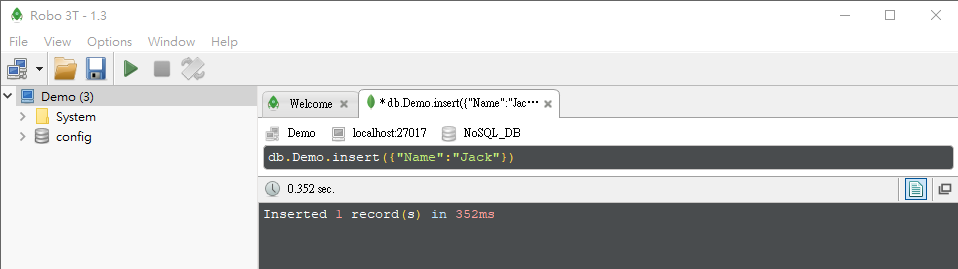 Robo 3T - 1.3
File View Options Window Help
Demo (3)
System
config
Welcome
* db.Demo.insert({"Name":"Jac⋯
Demo localhost:27017 NoSQL_DB
db.Demo.insert({"Name":"Jack"})
0.352 sec.
Inserted 1 record(s) in 352ms